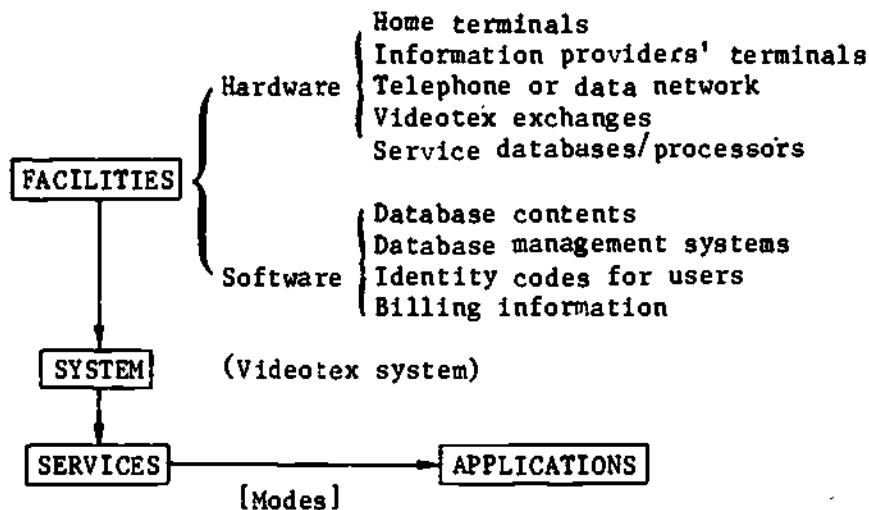 Home terminals
Information providers' terminals
Hardware
Telephone or data network
Videotex exchanges
Service databases/processors
FACILITIES
Database contents
Database management systems
Software
Identity codes for users
Billing information
SYSTEM
(Videotex system)
SERVICES
APPLICATIONS
[Modes]